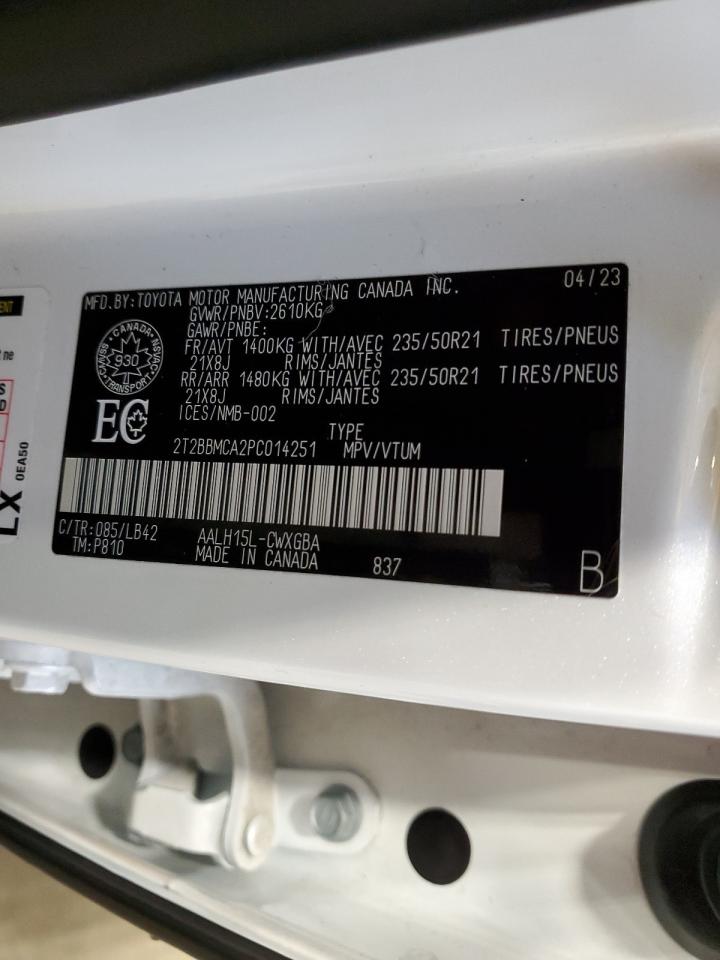 MFD.BY:TOYOTA MOTOR MANUFACTURING CANADA INC. 04/23
GVWR/PNBV:2610KG
GAWR/PNBE:
FR/AVT 1400KG WITH/AVEC 235/50R21 TIRES/PNEUS
21X8J RIMS/JANTES
RR/ARR 1480KG WITH/AVEC 235/50R21 TIRES/PNEUS
21X8J RIMS/JANTES
ICES/NMB-002
CANADA
930
TRANSPORT
EC
TYPE
2T2BBMCA2PC014251 MPV/VTUM
C/TR:085/LB42 AALH15L-CWXGBA
TM:P810 MADE IN CANADA 837
B
ne
S
D
LX
0EA50